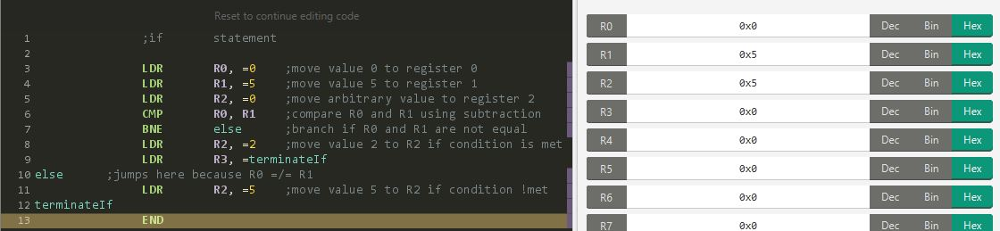 Reset to continue editing code
1 ;if statement
2
3 LDR R0, =0 ;move value 0 to register 0
4 LDR R1, =5 ;move value 5 to register 1
5 LDR R2, =0 ;move arbitrary value to register 2
6 CMP R0, R1 ;compare R0 and R1 using subtraction
7 BNE else ;branch if R0 and R1 are not equal
8 LDR R2, =2 ;move value 2 to R2 if condition is met
9 LDR R3, =terminateIf
10 else ;jumps here because R0 =/= R1
11 LDR R2, =5 ;move value 5 to R2 if condition !met
12 terminateIf
13 END
R0 0x0 Dec Bin Hex
R1 0x5 Dec Bin Hex
R2 0x5 Dec Bin Hex
R3 0x0 Dec Bin Hex
R4 0x0 Dec Bin Hex
R5 0x0 Dec Bin Hex
R6 0x0 Dec Bin Hex
R7 0x0 Dec Bin Hex